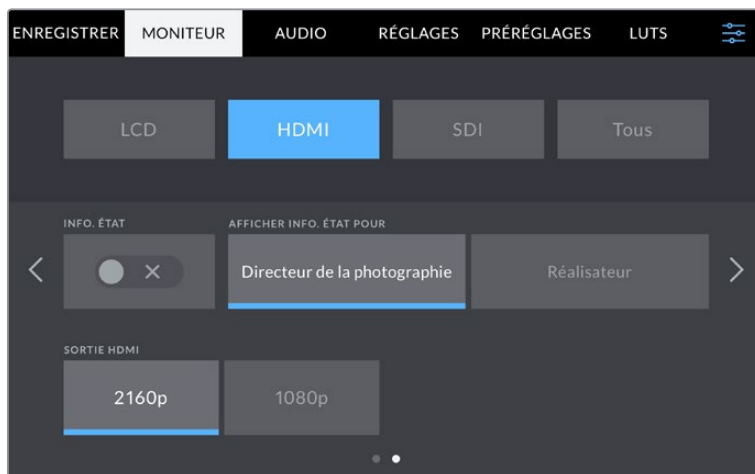 ENREGISTRER MONITEUR AUDIO RÉGLAGES PRÉRÉGLAGES LUTS
LCD HDMI SDI Tous
INFO. ÉTAT AFFICHER INFO. ÉTAT POUR
Directeur de la photographie Réalisateur
SORTIE HDMI
2160p 1080p